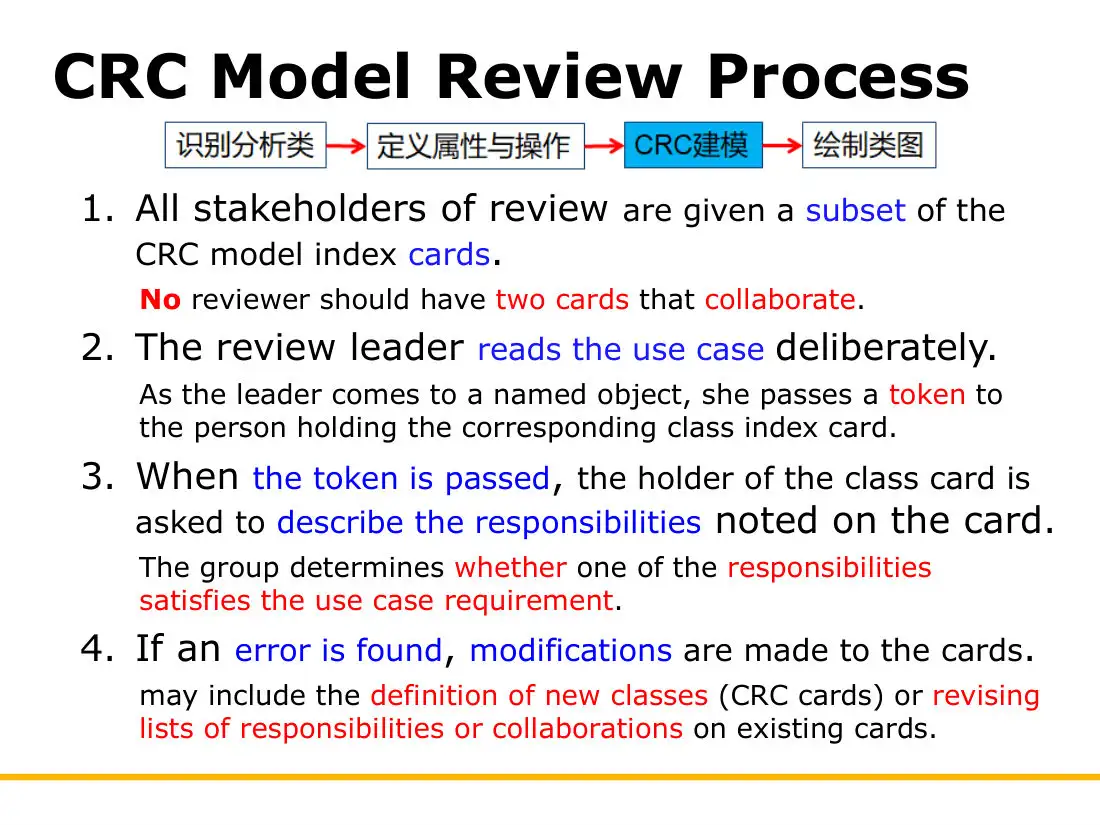 CRC Model Review Process
识别分析类 定义属性与操作 CRC建模 绘制类图
1. All stakeholders of review are given a subset of the
CRC model index cards.
No reviewer should have two cards that collaborate.
2. The review leader reads the use case deliberately.
As the leader comes to a named object, she passes a token to
the person holding the corresponding class index card.
3. When the token is passed, the holder of the class card is
asked to describe the responsibilities noted on the card.
The group determines whether one of the responsibilities
satisfies the use case requirement.
4. If an error is found, modifications are made to the cards.
may include the definition of new classes (CRC cards) or revising
lists of responsibilities or collaborations on existing cards.